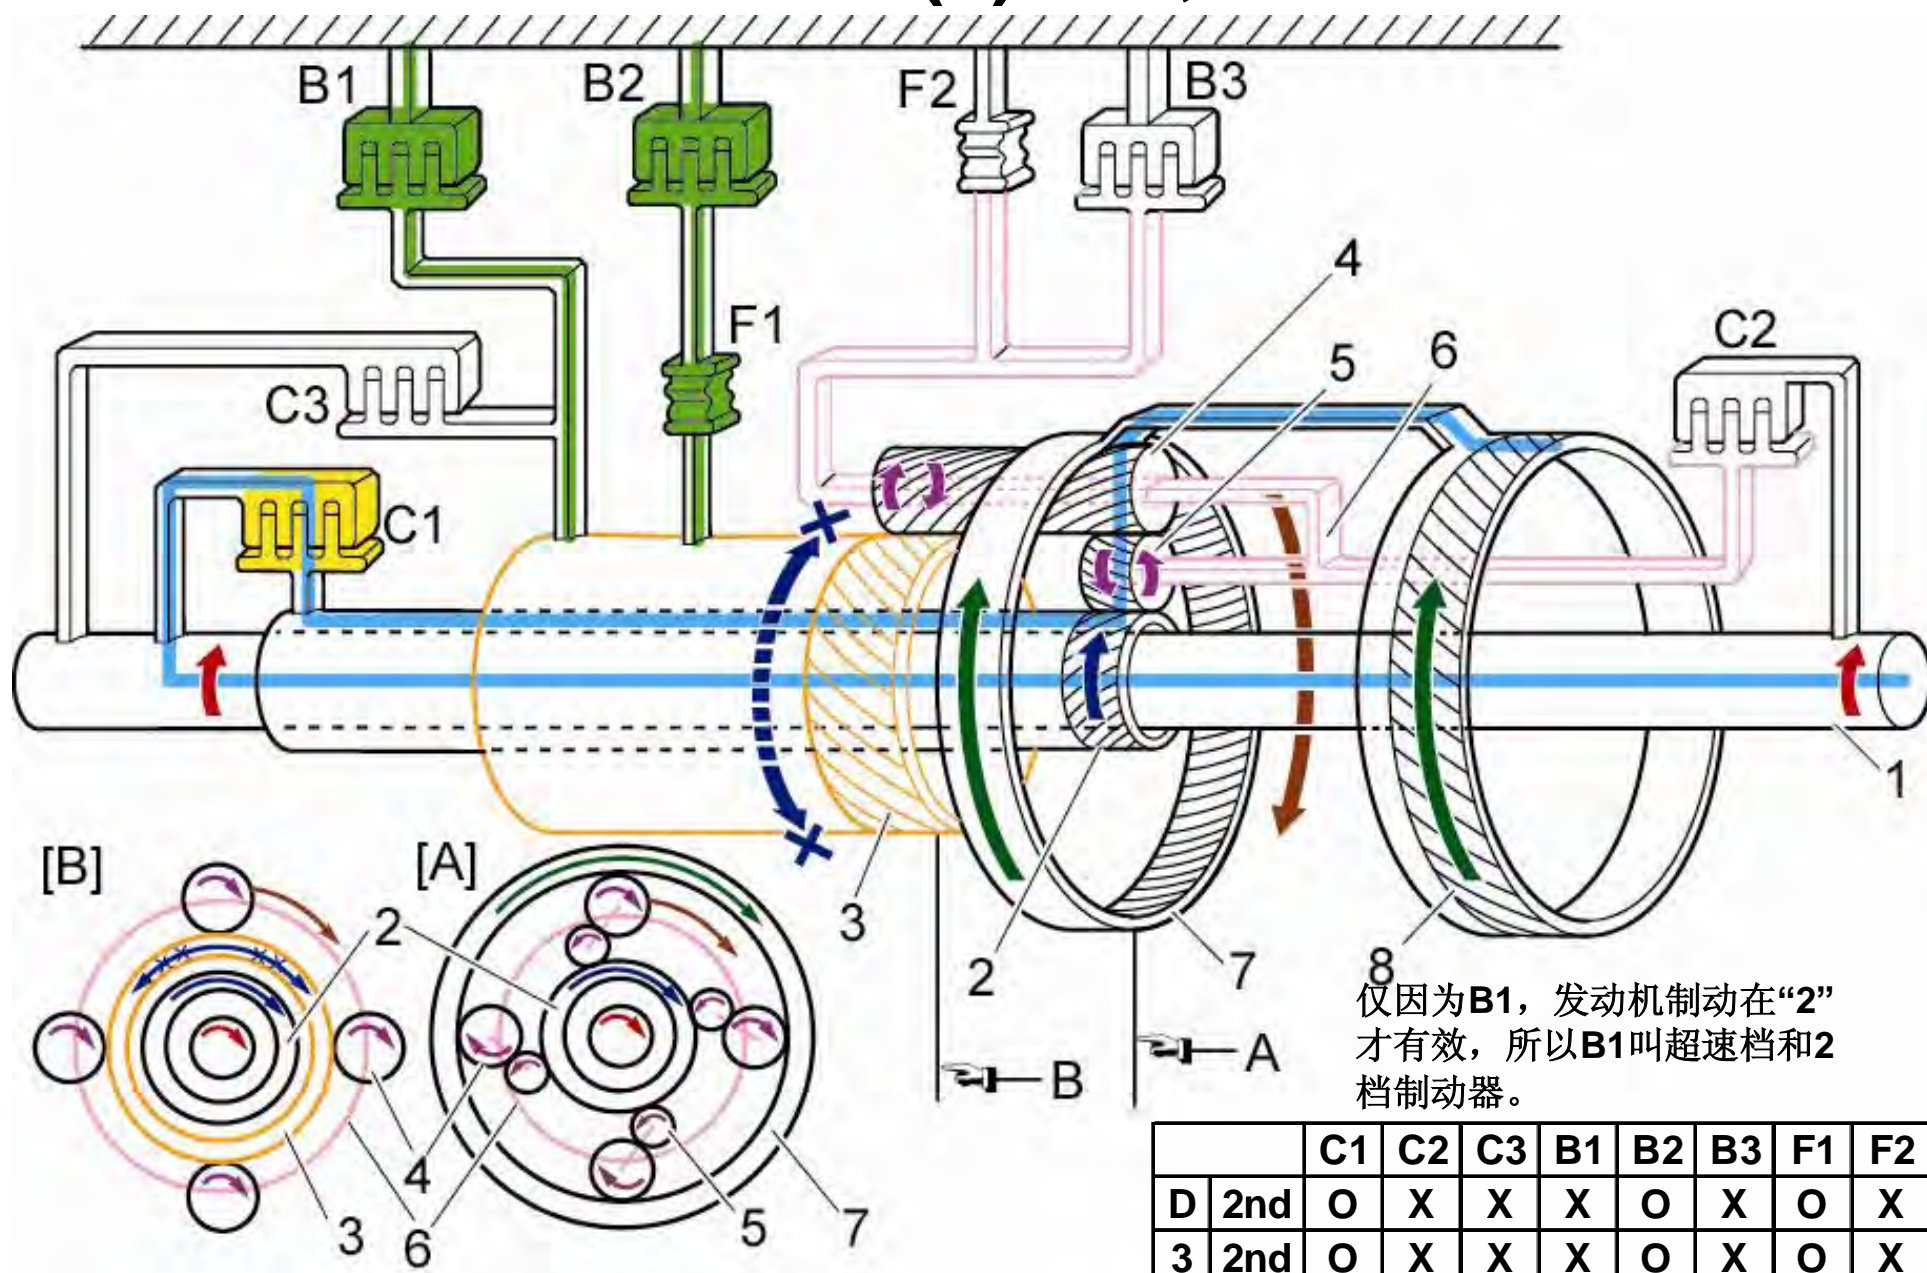 B1
B2
F2
B3
4
F1
5
6
C2
C3
C1
1
[B]
[A]
2
3
2
7
8
仅因为B1，发动机制动在“2”
才有效，所以B1叫超速档和2
档制动器。
B
A
4
3
6
5
7
C1 C2 C3 B1 B2 B3 F1 F2
D 2nd O X X X O X O X
3 2nd O X X X O X O X